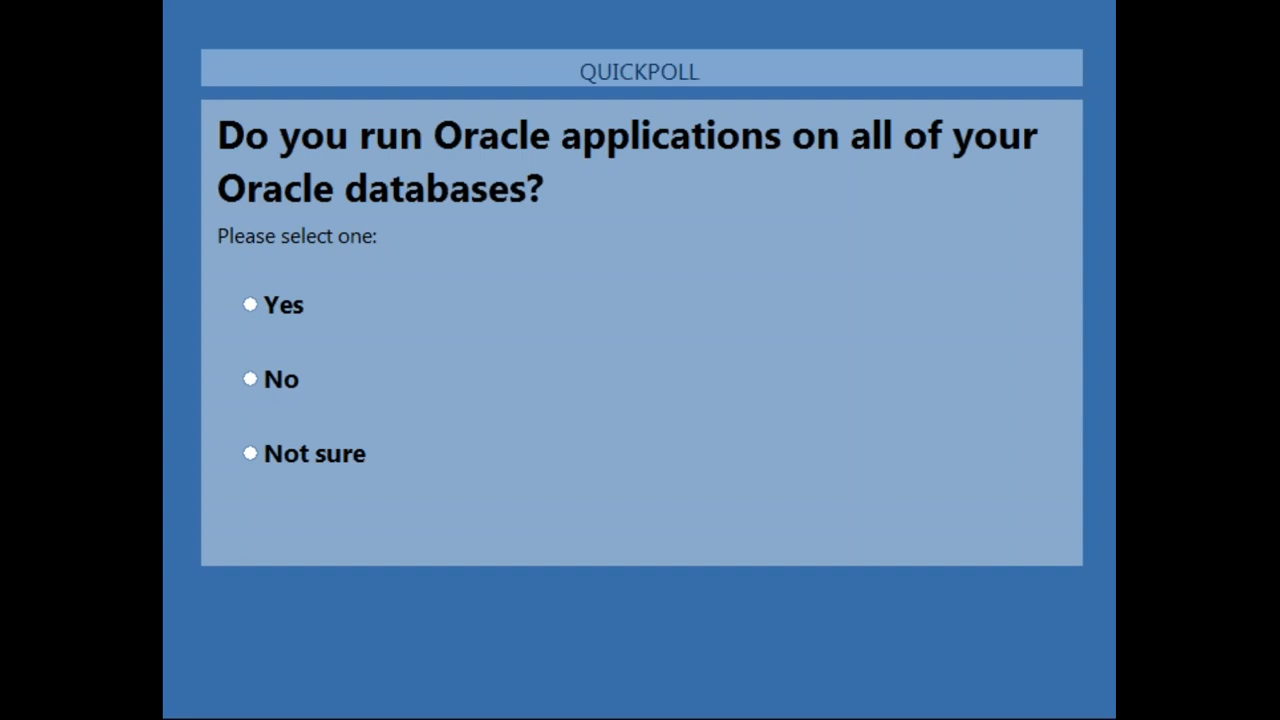 QUICKPOLL
Do you run Oracle applications on all of your
Oracle databases?
Please select one:
Yes
No
Not sure